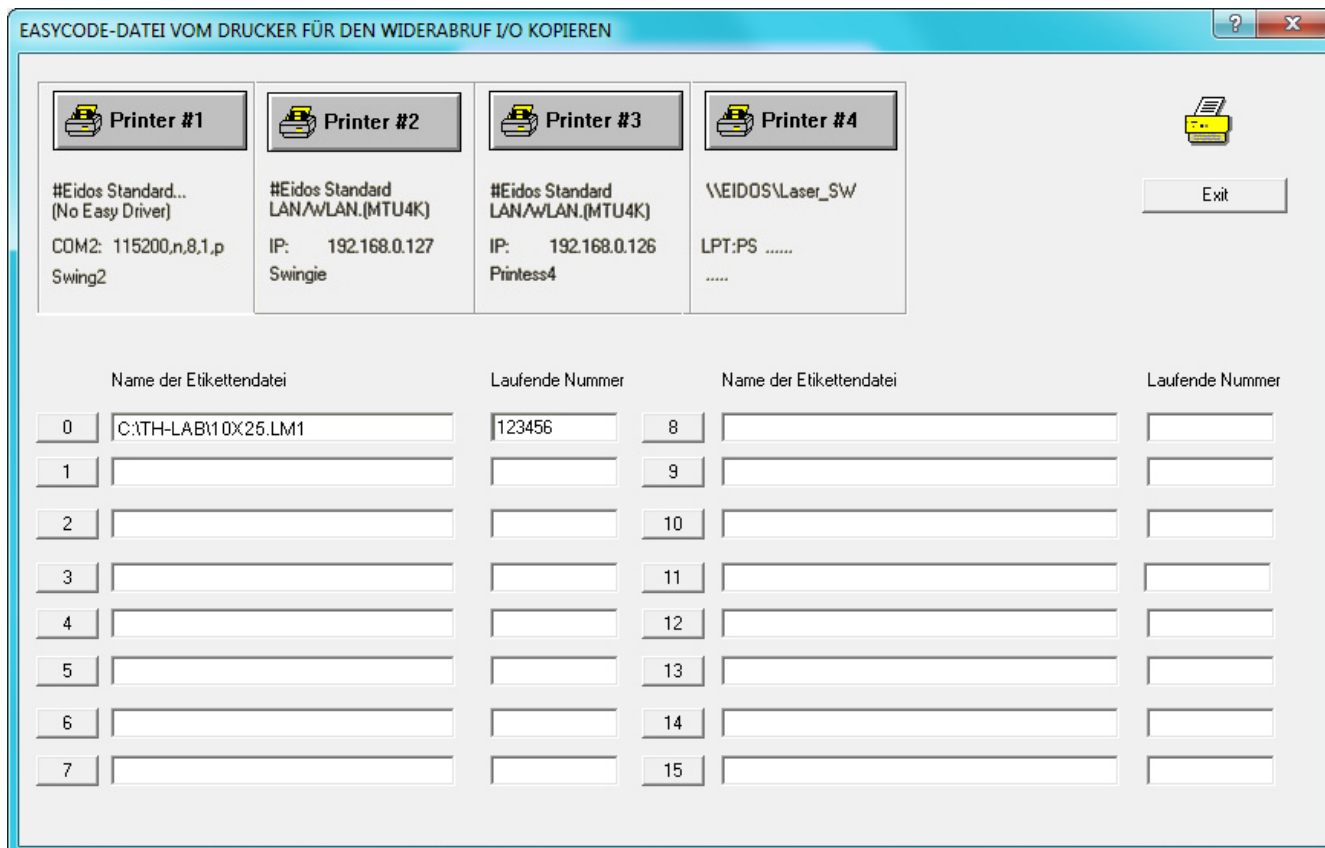 EASYCODE-DATEI VOM DRUCKER FÜR DEN WIDERABRUF I/O KOPIEREN
Printer #1
#Eidos Standard...
(No Easy Driver)
COM2: 115200,n,8,1,p
Swing2
Printer #2
#Eidos Standard
LAN/WLAN.(MTU4K)
IP: 192.168.0.127
Swingie
Printer #3
#Eidos Standard
LAN/WLAN.(MTU4K)
IP: 192.168.0.126
Printess4
Printer #4
\\EIDOS\Laser_SW
LPT:PS ......
.....
Exit
Name der Etikettendatei Laufende Nummer Name der Etikettendatei Laufende Nummer
0 C:\TH-LAB\10X25.LM1 123456 8
1 9
2 10
3 11
4 12
5 13
6 14
7 15